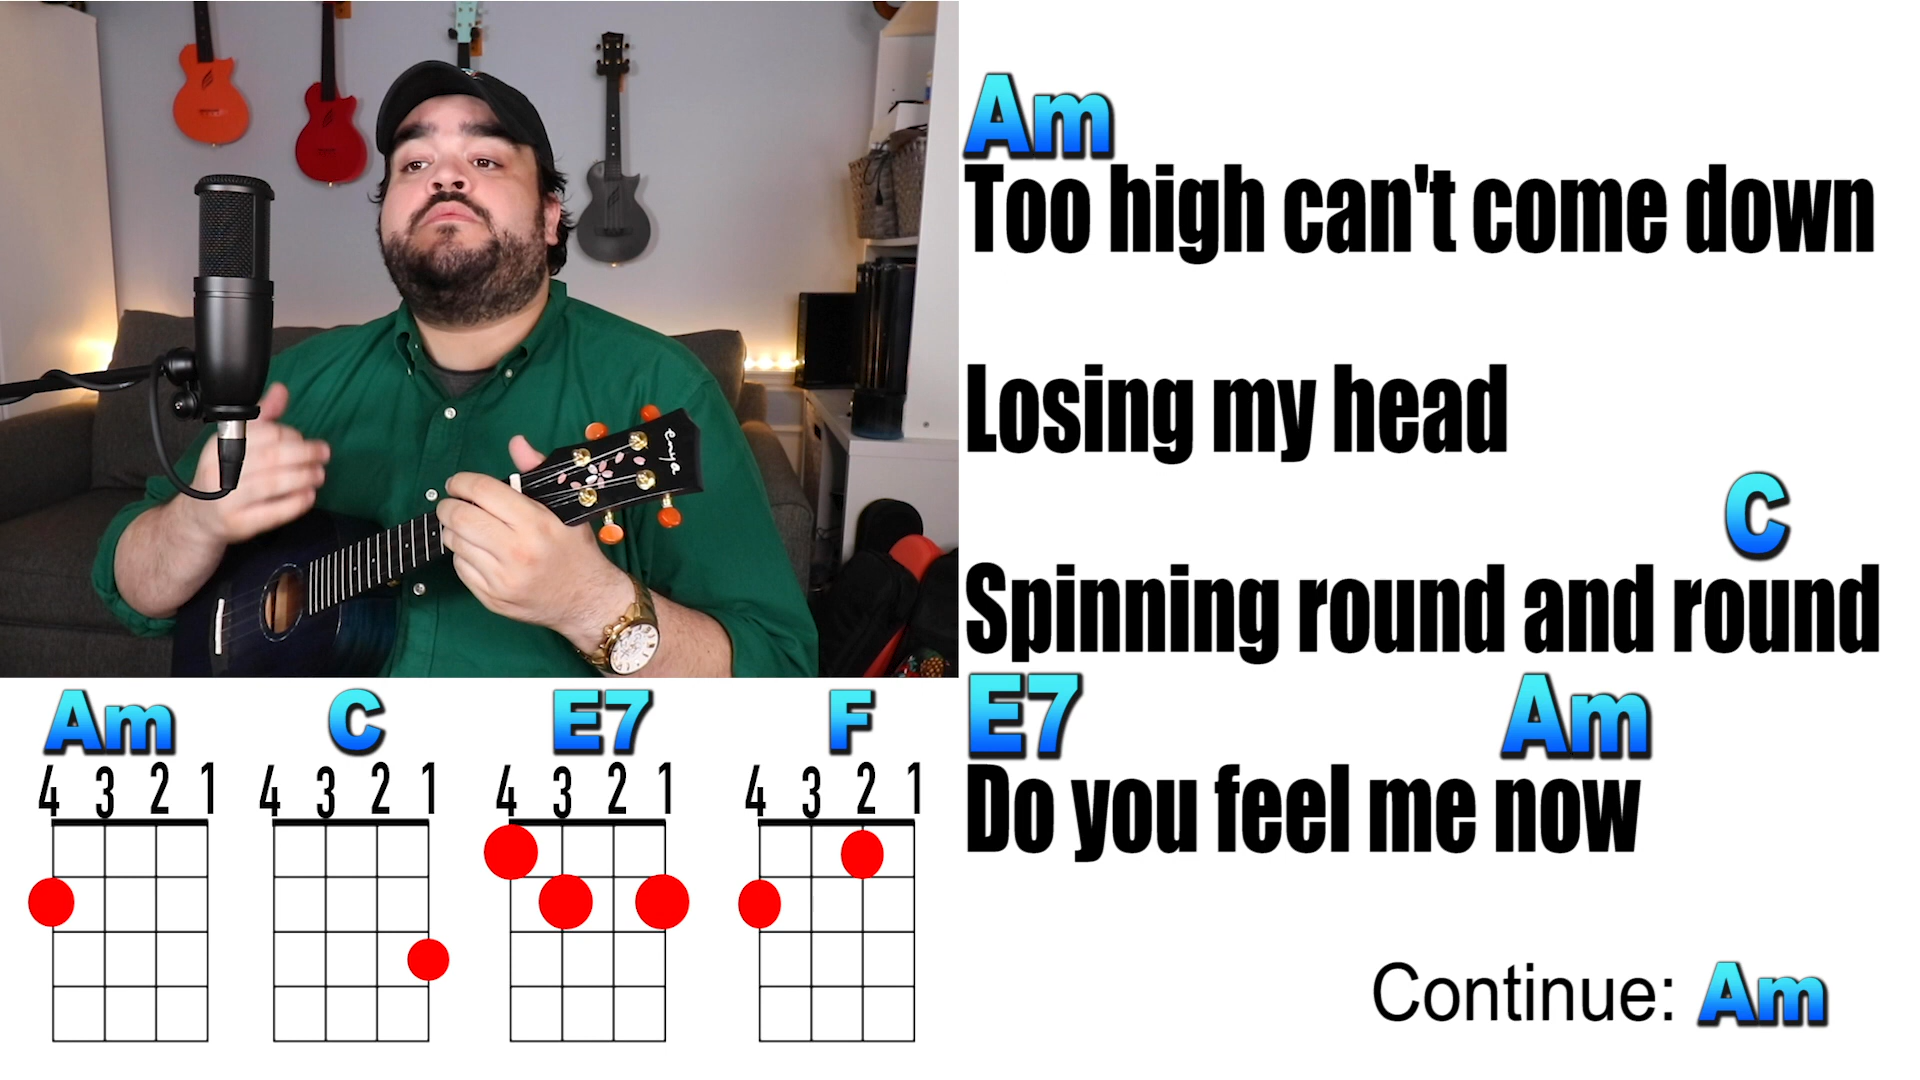 Enya
Am
Too high can't come down
Losing my head
C
Spinning round and round
E7 Am
Do you feel me now
Continue: Am
Am C E7 F
4 3 2 1 4 3 2 1 4 3 2 1 4 3 2 1